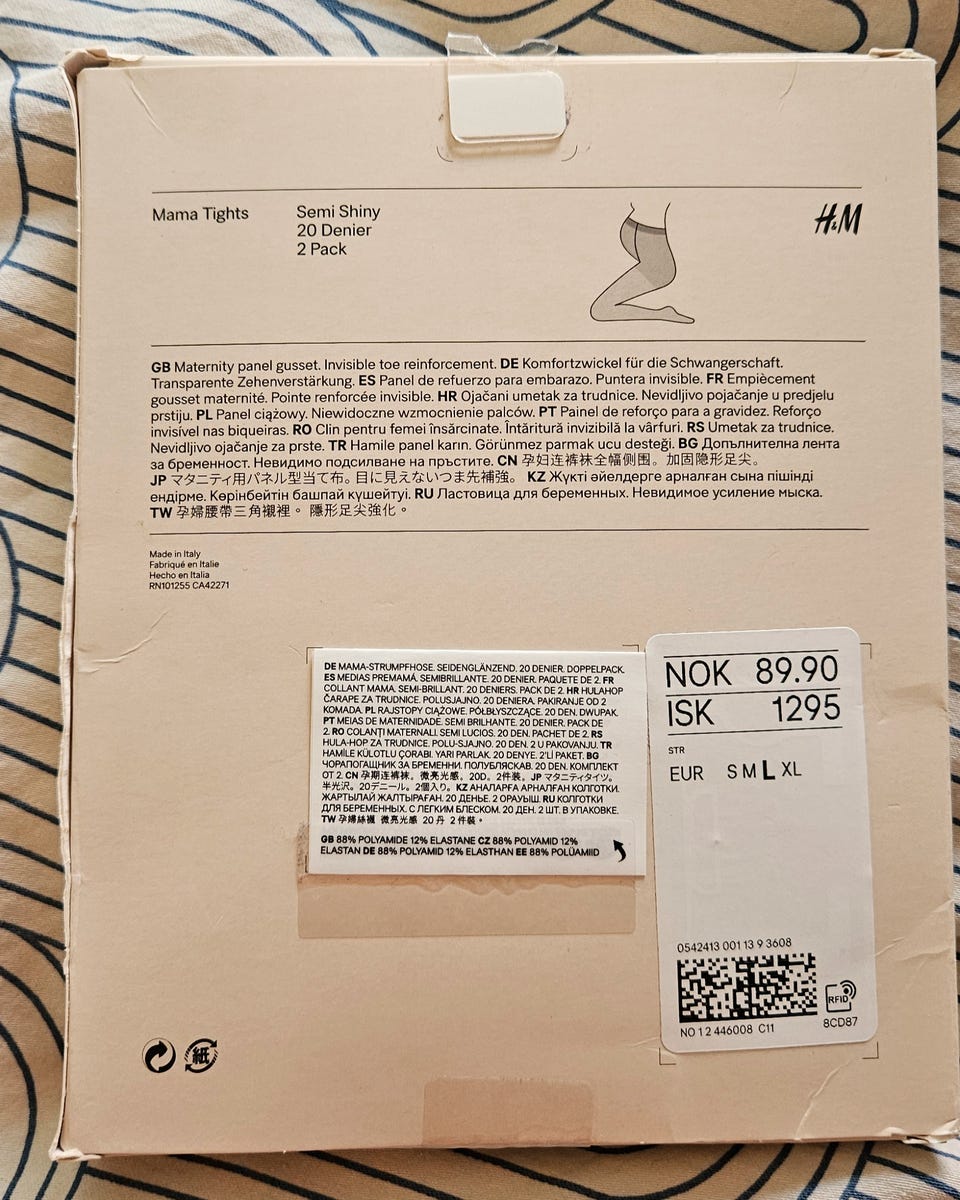 Mama Tights
Semi Shiny
20 Denier
2 Pack
H&M
GB Maternity panel gusset. Invisible toe reinforcement. DE Komfortzwickel für die Schwangerschaft.
Transparente Zehenverstärkung. ES Panel de refuerzo para embarazo. Puntera invisible. FR Empiècement
gousset maternité. Pointe renforcée invisible. HR Ojačani umetak za trudnice. Nevidljivo pojačanje u predjelu
prstiju. PL Panel ciążowy. Niewidoczne wzmocnienie palców. PT Painel de reforço para a gravidez. Reforço
invisível nas biqueiras. RO Clin pentru femei însărcinate. Întăritură invizibilă la vârfuri. RS Umetak za trudnice.
Nevidljivo ojačanje za prste. TR Hamile panel karın. Görünmez parmak ucu desteği. BG Допълнителна лента
за бременност. Невидимо подсилване на пръстите. CN 孕妇连裤袜全幅侧围。加固隐形足尖。
JP マタニティ用パネル型当て布。目に見えないつま先補強。 KZ Жүкті әйелдерге арналған сына пішінді
ендірме. Көрінбейтін башпай күшейтуі. RU Ластовица для беременных. Невидимое усиление мыска.
TW 孕婦腰帶三角襯裡。 隱形足尖強化。
Made in Italy
Fabriqué en Italie
Hecho en Italia
RN101255 CA42271
DE MAMA-STRUMPFHOSE. SEIDENGLÄNZEND. 20 DENIER. DOPPELPACK.
ES MEDIAS PREMAMÁ. SEMIBRILLANTE. 20 DENIER. PAQUETE DE 2. FR
COLLANT MAMA. SEMI-BRILLANT. 20 DENIERS. PACK DE 2. HR HULAHOP
ČARAPE ZA TRUDNICE. POLUSJAJNO. 20 DENIERA. PAKIRANJE OD 2
KOMADA. PL RAJSTOPY CIĄŻOWE. PÓŁBŁYSZCZĄCE. 20 DEN. DWUPAK.
PT MEIAS DE MATERNIDADE. SEMI BRILHANTE. 20 DENIER. PACK DE
2. RO COLANȚI MATERNALI. SEMI LUCIOS. 20 DEN. PACHET DE 2. RS
HULA-HOP ZA TRUDNICE. POLU-SJAJNO. 20 DEN. 2 U PAKOVANJU. TR
HAMİLE KÜLOTLU ÇORABI. YARI PARLAK. 20 DENYE. 2'Lİ PAKET. BG
ЧОРАПОГАЩНИК ЗА БРЕМЕННИ. ПОЛУБЛЯСКАВ. 20 DEN. КОМПЛЕКТ
ОТ 2. CN 孕期连裤袜。微亮光感。20D。2件装。JP マタニティタイツ。
半光沢。20デニール。2個入り。KZ АНАЛАРҒА АРНАЛҒАН КОЛГОТКИ.
ЖАРТЫЛАЙ ЖАЛТЫРАҒАН. 20 ДЕНЬЕ. 2 ОРАУЫШ. RU КОЛГОТКИ
ДЛЯ БЕРЕМЕННЫХ. С ЛЕГКИМ БЛЕСКОМ. 20 ДЕН. 2 ШТ. В УПАКОВКЕ.
TW 孕婦絲襪 微亮光感 20 丹 2 件裝。
GB 88% POLYAMIDE 12% ELASTANE CZ 88% POLYAMID 12%
ELASTAN DE 88% POLYAMID 12% ELASTHAN EE 88% POLÜAMIID
NOK 89.90
ISK 1295
STR
EUR S M L XL
0542413 001 13 9 3608
RFID
NO 1 2 446008 C11
8CD87
紙